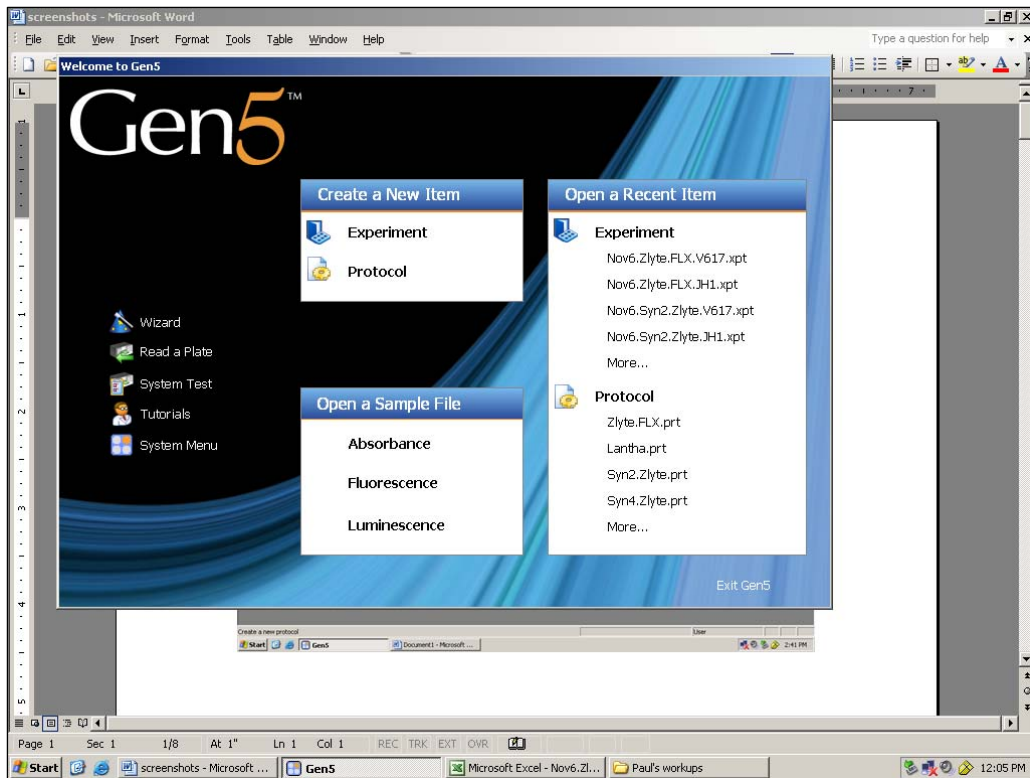 screenshots - Microsoft Word
File Edit View Insert Format Tools Table Window Help
Type a question for help
Welcome to Gen5
Gen5™
Create a New Item
Experiment
Protocol
Open a Recent Item
Experiment
Nov6.Zlyte.FLX.V617.xpt
Nov6.Zlyte.FLX.JH1.xpt
Nov6.Syn2.Zlyte.V617.xpt
Nov6.Syn2.Zlyte.JH1.xpt
More...
Protocol
Zlyte.FLX.prt
Lantha.prt
Syn2.Zlyte.prt
Syn4.Zlyte.prt
More...
Wizard
Read a Plate
System Test
Tutorials
System Menu
Open a Sample File
Absorbance
Fluorescence
Luminescence
Exit Gen5
Create a new protocol
User
Start Gen5 Document1 - Microsoft ... 2:41 PM
Page 1 Sec 1 1/8 At 1" Ln 1 Col 1 REC TRK EXT OVR
Start screenshots - Microsoft ... Gen5 Microsoft Excel - Nov6.Zl... Paul's workups 12:05 PM